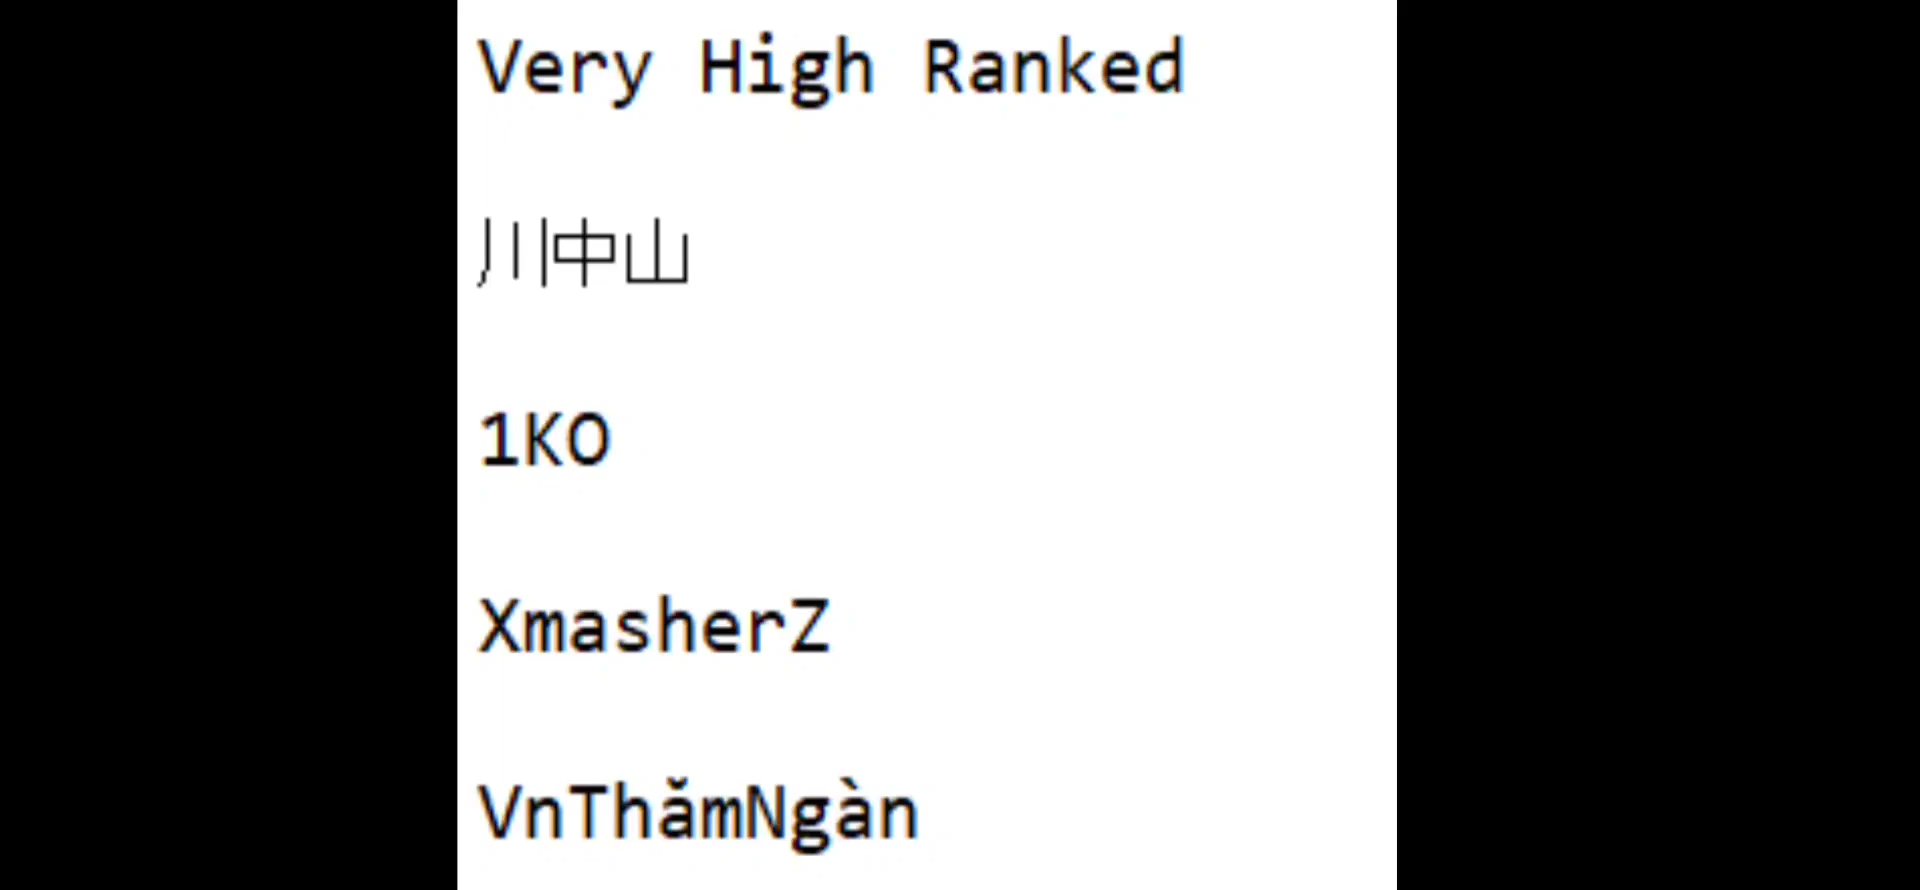 Very High Ranked
川中山
1KO
XmasherZ
VnThămNgàn